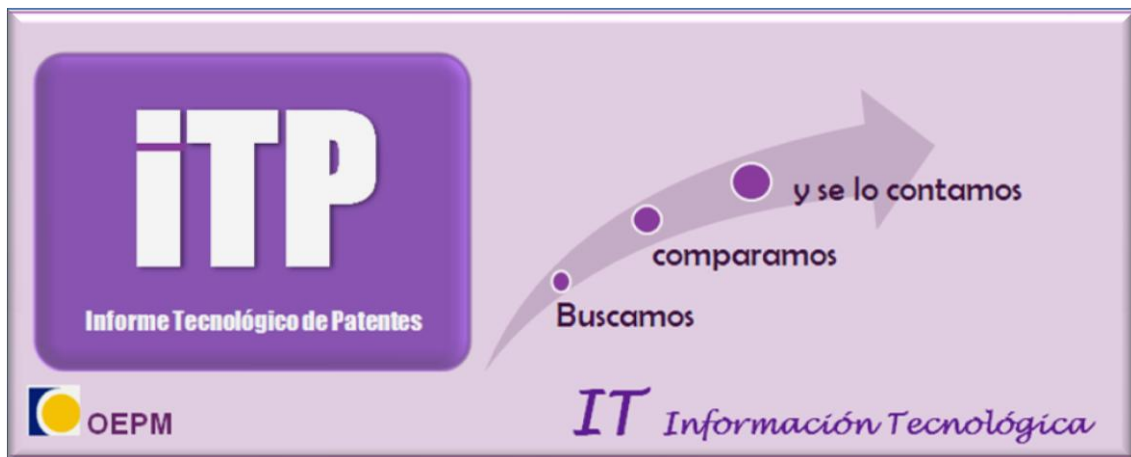 iTP
Informe Tecnológico de Patentes
y se lo contamos
comparamos
Buscamos
OEPM
IT Información Tecnológica